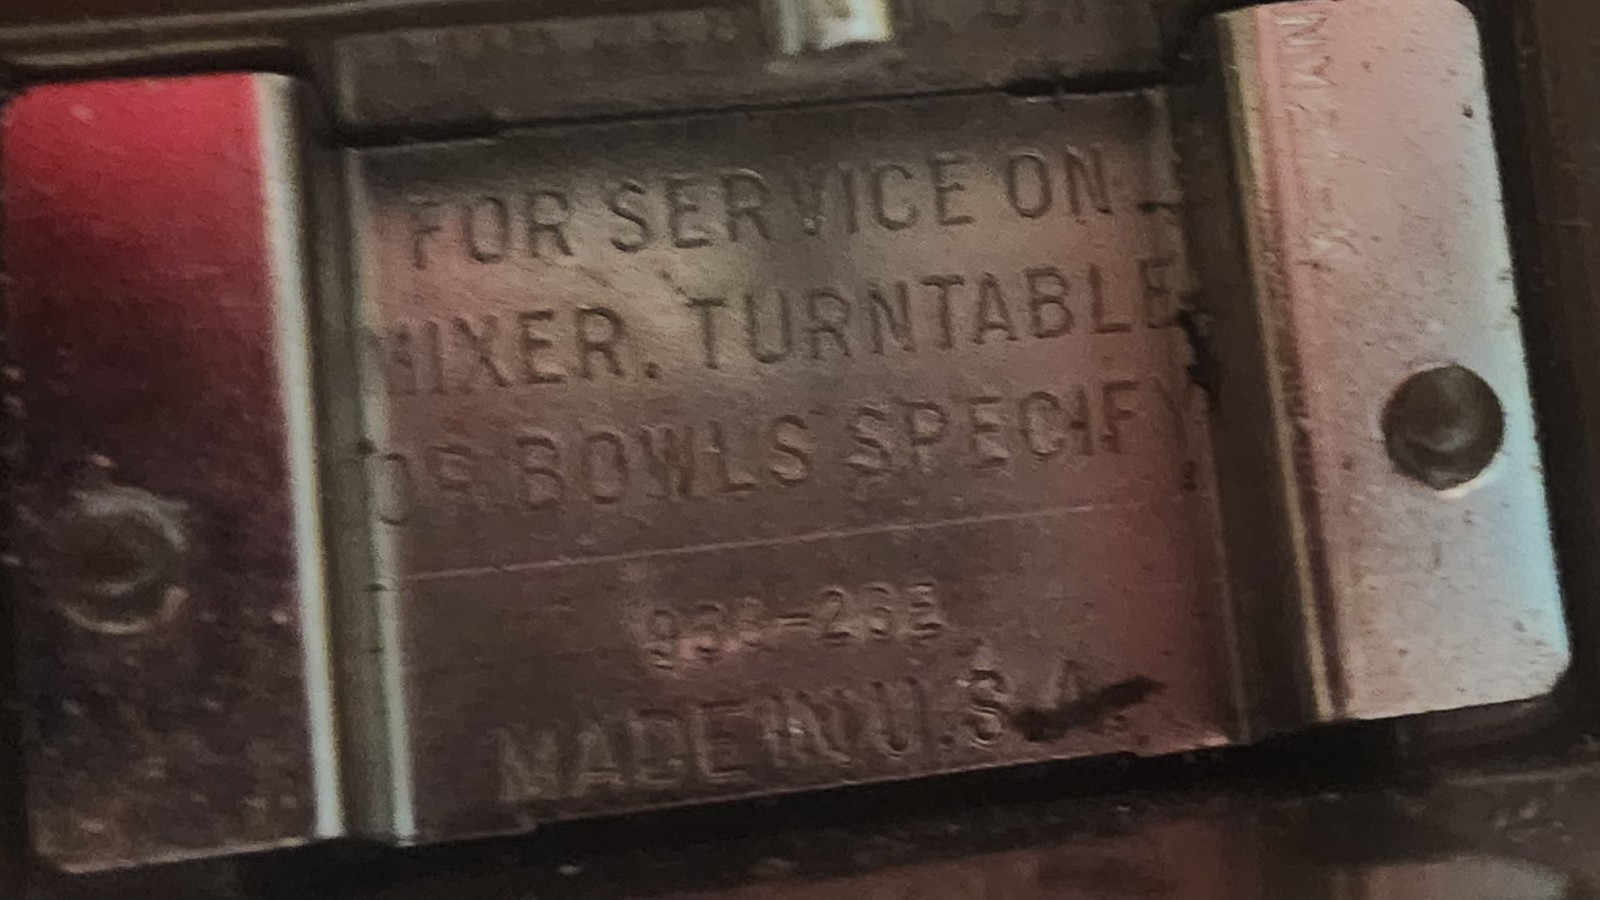 FOR SERVICE ON
MIXER, TURNTABLE
OR BOWLS SPECIFY
MADE IN U.S.A.